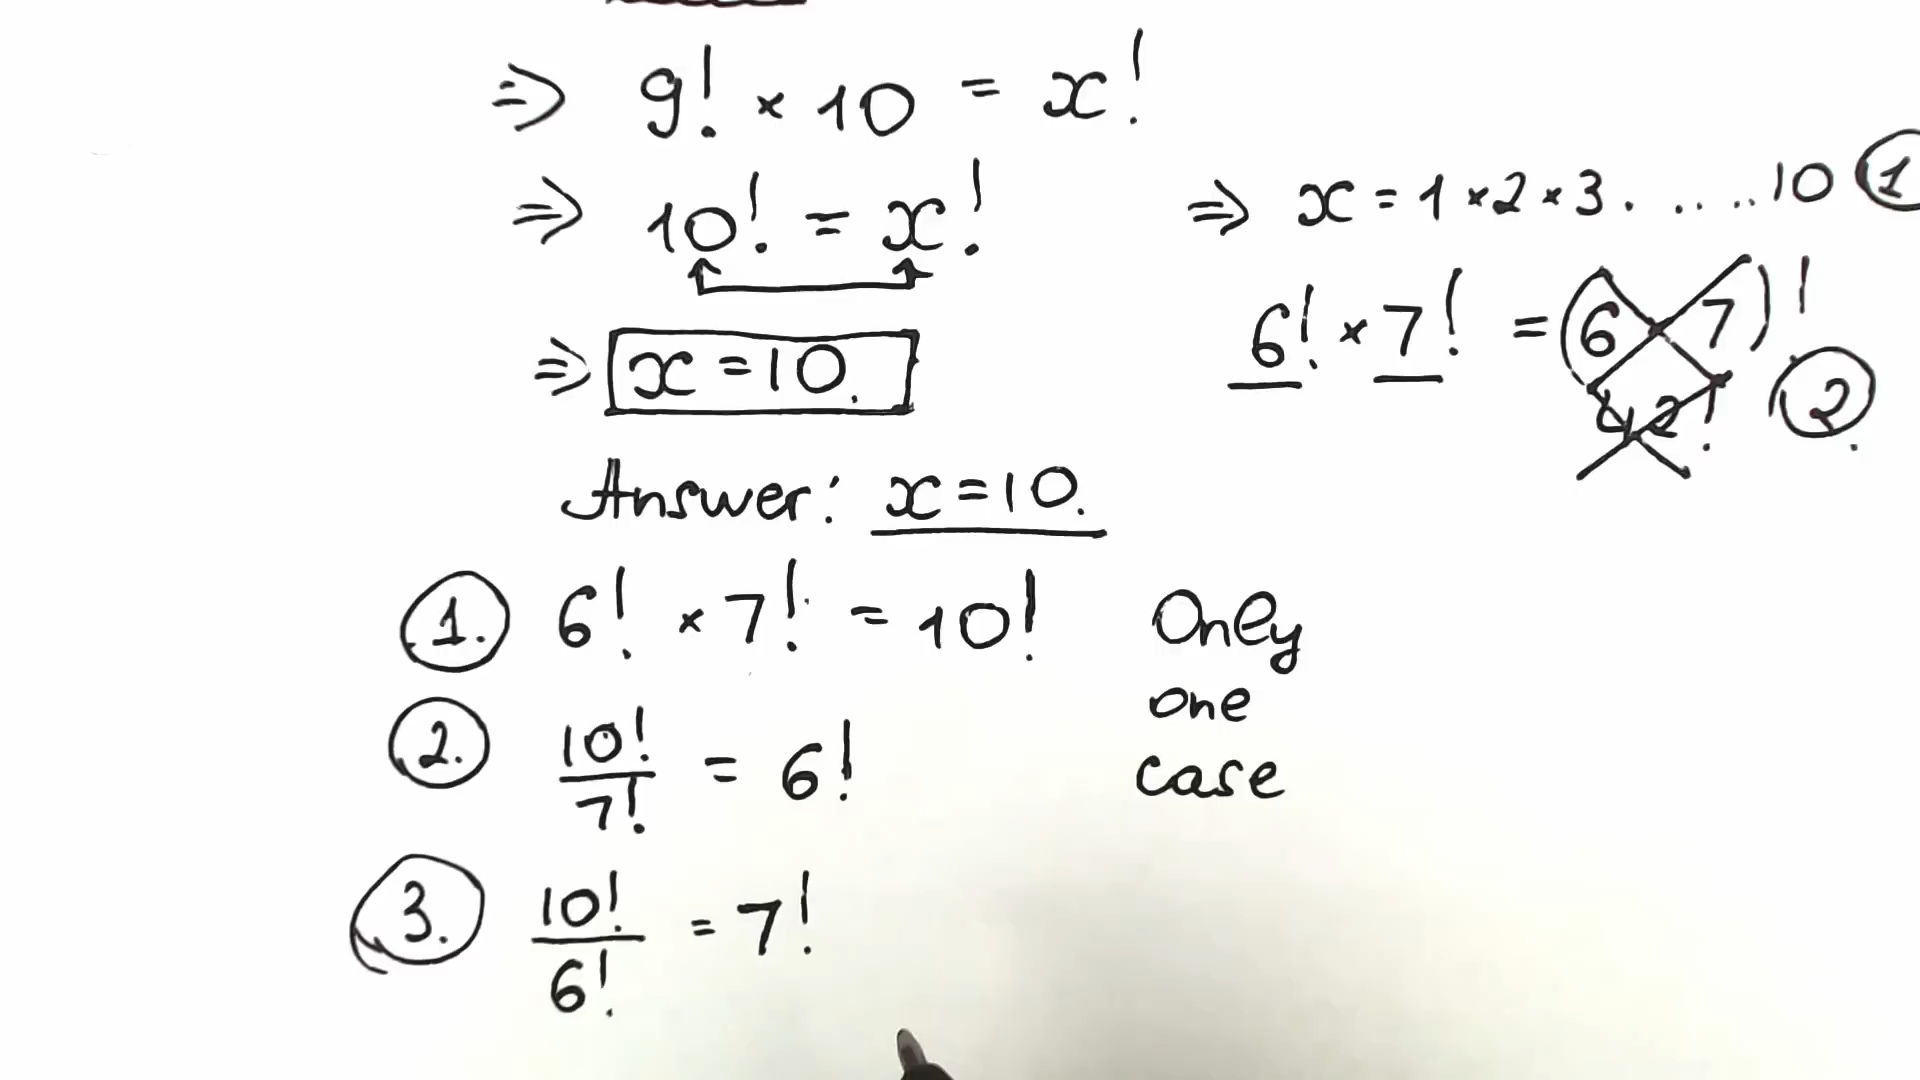 ⇒ 9! × 10 = x!
⇒ 10! = x!
⇒ x = 10.
Answer: x = 10.
⇒ x = 1 × 2 × 3 . . . . . . 10 1
6! × 7! = (6 7)!
42!
2.
1. 6! × 7! = 10!
2. 10!/7! = 6!
3. 10!/6! = 7!
Only
one
case